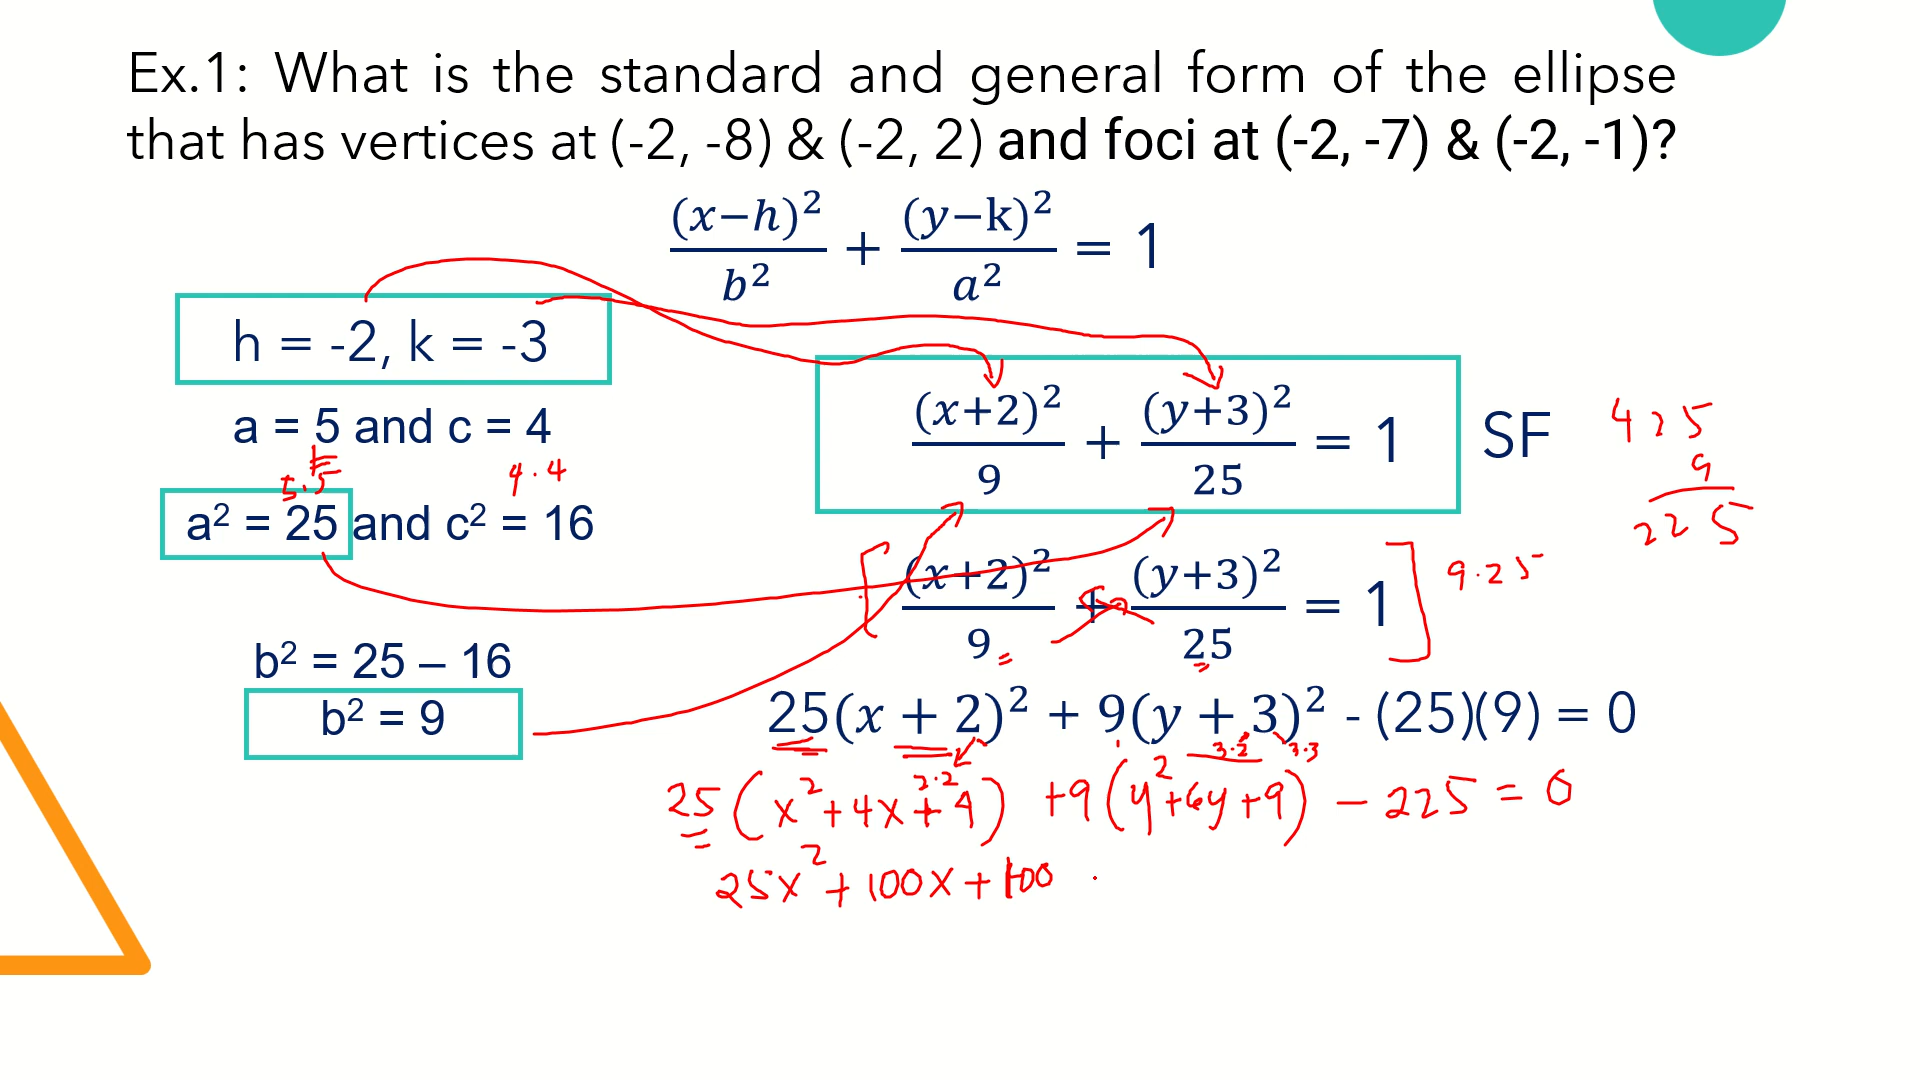 Ex.1: What is the standard and general form of the ellipse
that has vertices at (-2, -8) & (-2, 2) and foci at (-2, -7) & (-2, -1)?
(x−h)²/b² + (y−k)²/a² = 1
h = -2, k = -3
a = 5 and c = 4
5·5 4·4
a² = 25 and c² = 16
b² = 25 – 16
b² = 9
(x+2)²/9 + (y+3)²/25 = 1 SF
4 25
9
225
[(x+2)²/9 + (y+3)²/25 = 1] 9·25
25(x + 2)² + 9(y + 3)² - (25)(9) = 0
2·2 3·2 3·3
25(x² + 4x + 4) + 9(y² + 6y + 9) − 225 = 0
25x² + 100x + 100